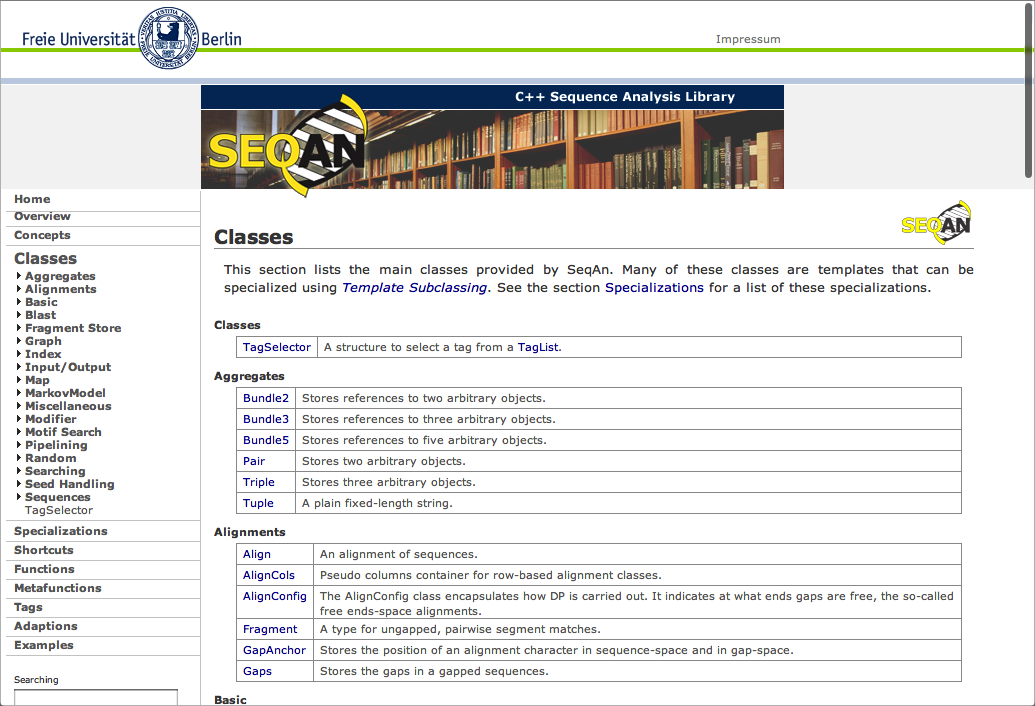 Freie Universität Berlin
Impressum
C++ Sequence Analysis Library
SEQAN
Home
Overview
Concepts
Classes
Aggregates
Alignments
Basic
Blast
Fragment Store
Graph
Index
Input/Output
Map
MarkovModel
Miscellaneous
Modifier
Motif Search
Pipelining
Random
Searching
Seed Handling
Sequences
TagSelector
Specializations
Shortcuts
Functions
Metafunctions
Tags
Adaptions
Examples
Searching
SEQAN
Classes
This section lists the main classes provided by SeqAn. Many of these classes are templates that can be
specialized using Template Subclassing. See the section Specializations for a list of these specializations.
Classes
TagSelector A structure to select a tag from a TagList.
Aggregates
Bundle2 Stores references to two arbitrary objects.
Bundle3 Stores references to three arbitrary objects.
Bundle5 Stores references to five arbitrary objects.
Pair Stores two arbitrary objects.
Triple Stores three arbitrary objects.
Tuple A plain fixed-length string.
Alignments
Align An alignment of sequences.
AlignCols Pseudo columns container for row-based alignment classes.
AlignConfig The AlignConfig class encapsulates how DP is carried out. It indicates at what ends gaps are free, the so-called
free ends-space alignments.
Fragment A type for ungapped, pairwise segment matches.
GapAnchor Stores the position of an alignment character in sequence-space and in gap-space.
Gaps Stores the gaps in a gapped sequences.
Basic